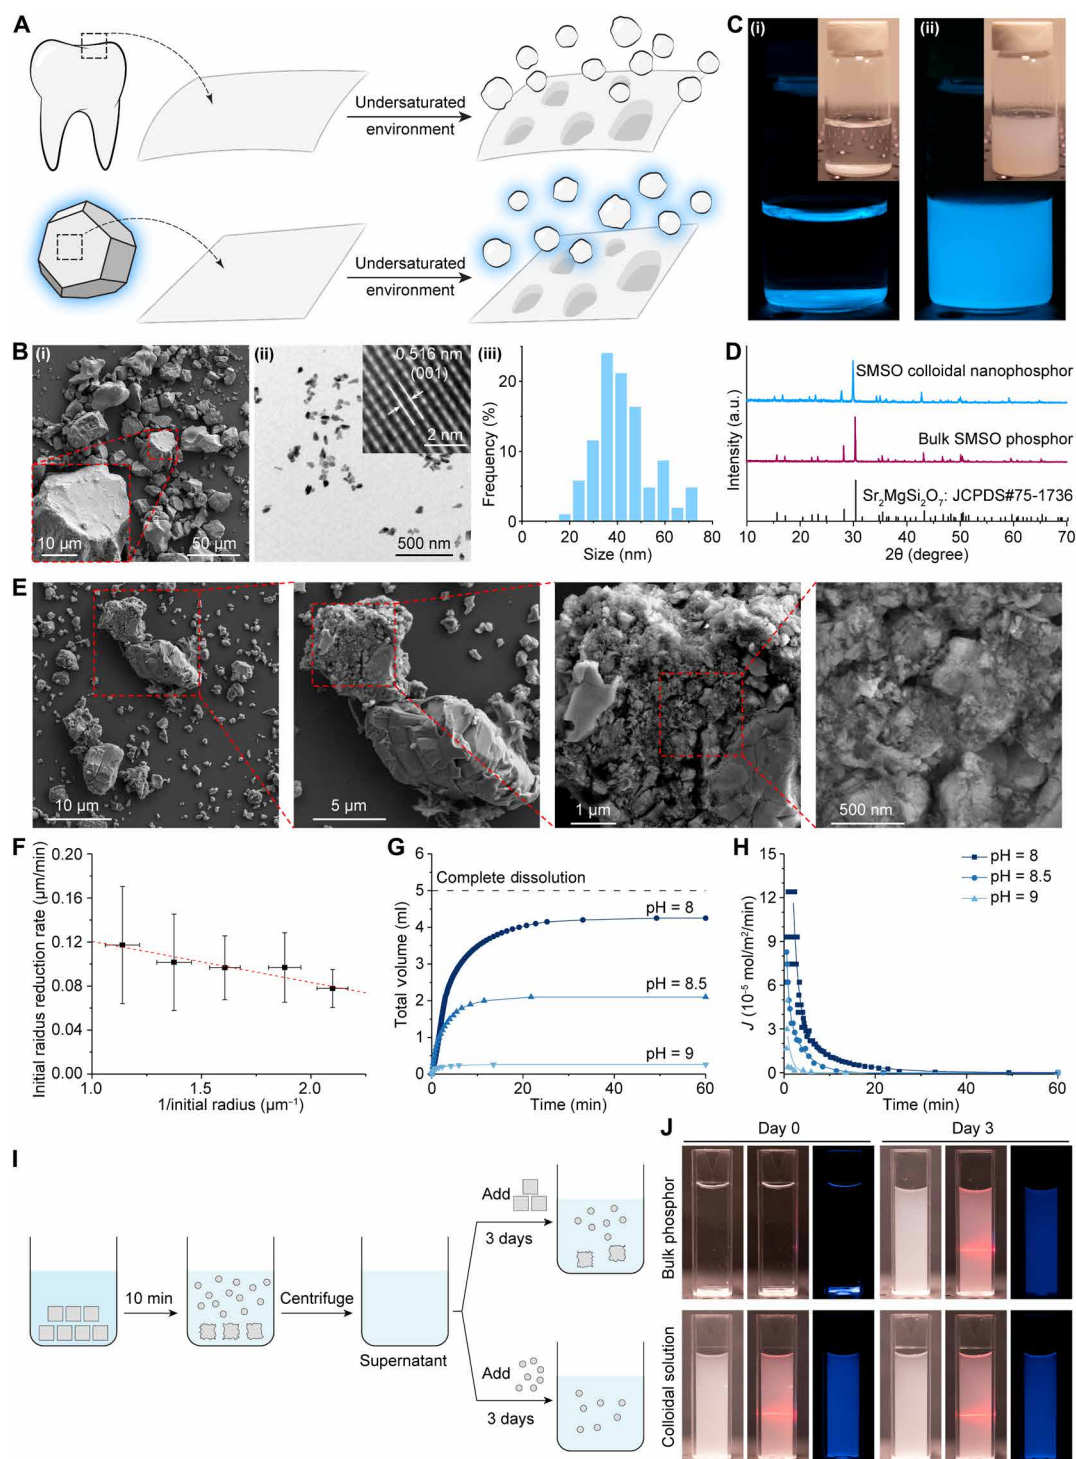 A
Undersaturated
environment
Undersaturated
environment
C
(i)
(ii)
B
(i)
10 μm
50 μm
(ii)
0.516 nm
(001)
2 nm
500 nm
(iii)
Frequency (%)
20
10
0
0 20 40 60 80
Size (nm)
D
Intensity (a.u.)
SMSO colloidal nanophosphor
Bulk SMSO phosphor
Sr₂MgSi₂O₇: JCPDS#75-1736
10 20 30 40 50 60 70
2θ (degree)
E
10 μm
5 μm
1 μm
500 nm
F
Initial raidus reduction rate (μm/min)
0.20
0.16
0.12
0.08
0.04
0.00
1.0 1.5 2.0
1/initial radius (μm⁻¹)
G
Total volume (ml)
6
5
4
3
2
1
0
Complete dissolution
pH = 8
pH = 8.5
pH = 9
0 10 20 30 40 50 60
Time (min)
H
J (10⁻⁵ mol/m²/min)
15
12
9
6
3
0
pH = 8
pH = 8.5
pH = 9
0 20 40 60
Time (min)
I
10 min
Centrifuge
Supernatant
Add
3 days
Add
3 days
J
Day 0
Day 3
Bulk phosphor
Colloidal solution